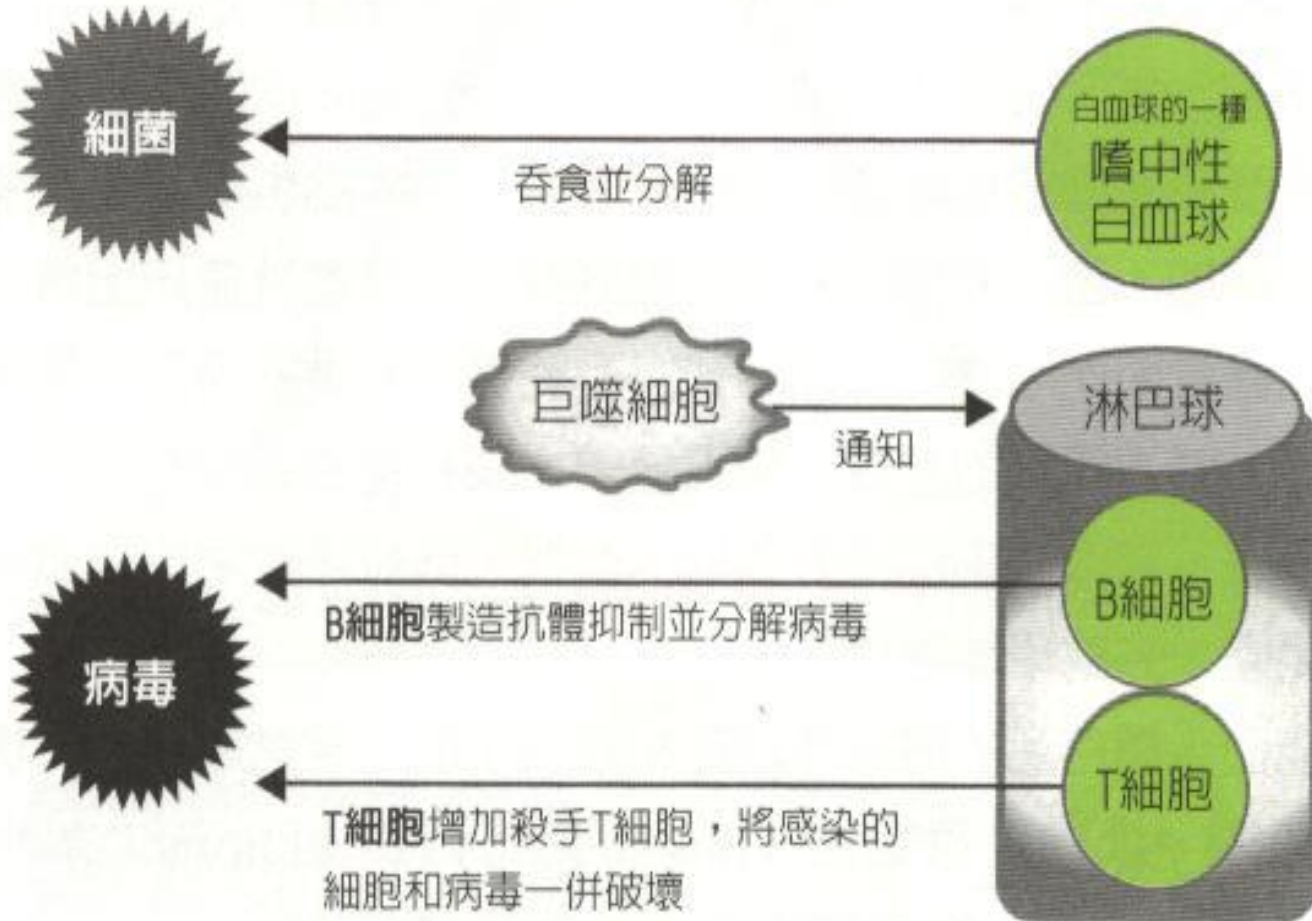 細菌
吞食並分解
白血球的一種
嗜中性
白血球
巨噬細胞
通知
淋巴球
病毒
B細胞製造抗體抑制並分解病毒
B細胞
T細胞增加殺手T細胞，將感染的
細胞和病毒一併破壞
T細胞